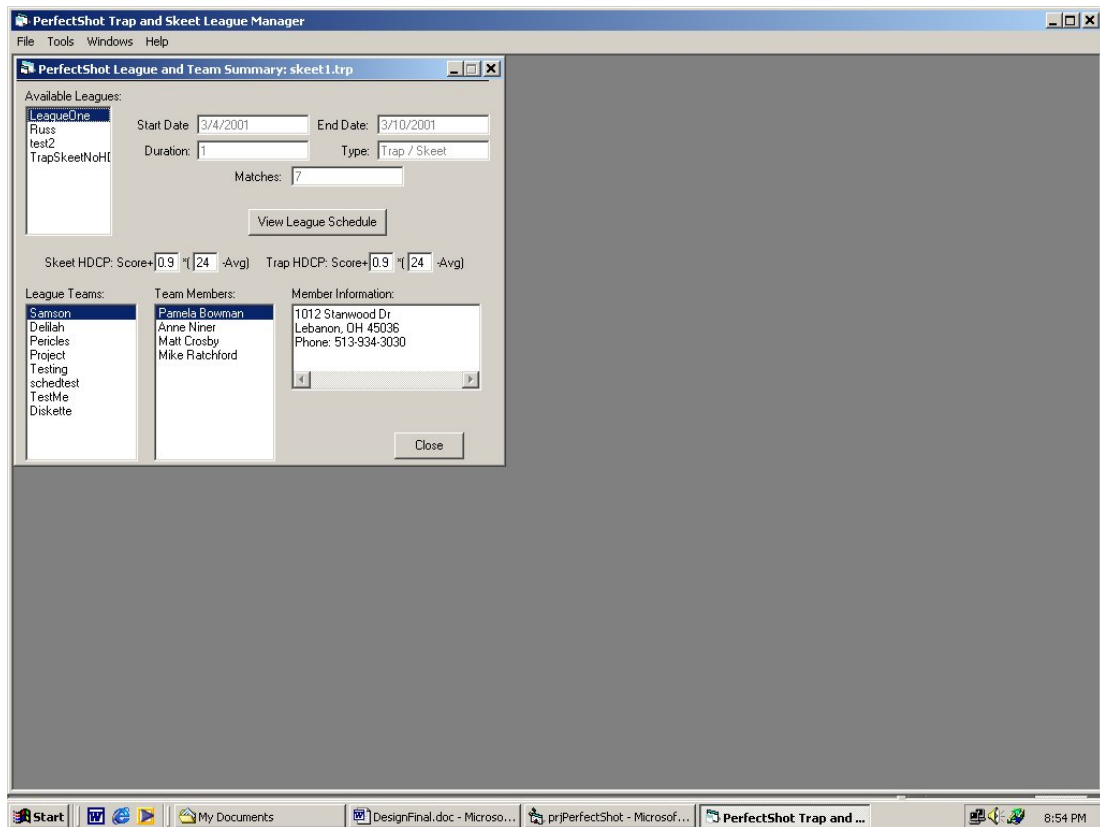 PerfectShot Trap and Skeet League Manager
File Tools Windows Help
PerfectShot League and Team Summary: skeet1.trp
Available Leagues:
LeagueOne
Russ
test2
TrapSkeetNoHD
Start Date 3/4/2001 End Date: 3/10/2001
Duration: 1 Type: Trap / Skeet
Matches: 7
View League Schedule
Skeet HDCP: Score+ 0.9 *( 24 -Avg) Trap HDCP: Score+ 0.9 *( 24 -Avg)
League Teams:
Samson
Delilah
Pericles
Project
Testing
schedtest
TestMe
Diskette
Team Members:
Pamela Bowman
Anne Niner
Matt Crosby
Mike Ratchford
Member Information:
1012 Stanwood Dr
Lebanon, OH 45036
Phone: 513-934-3030
Close
Start My Documents DesignFinal.doc - Microso... prjPerfectShot - Microsof... PerfectShot Trap and ... 8:54 PM